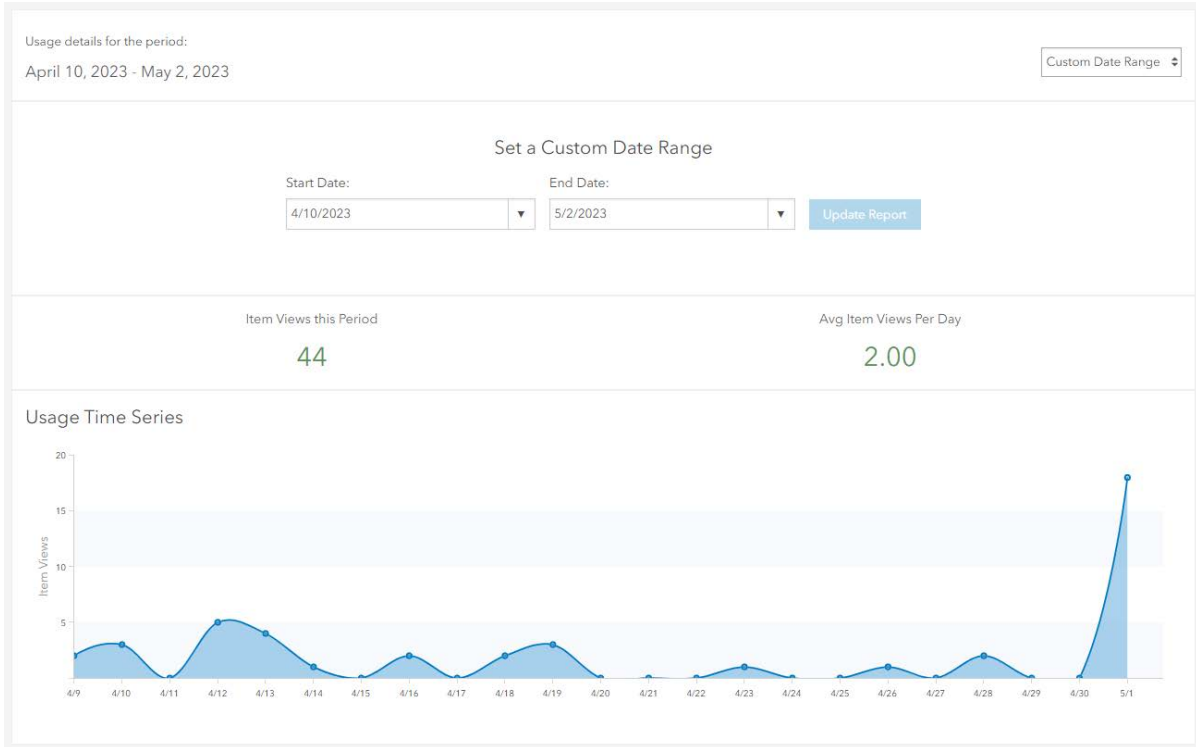 Usage details for the period:
April 10, 2023 - May 2, 2023
Custom Date Range
Set a Custom Date Range
Start Date:
End Date:
4/10/2023
5/2/2023
Update Report
Item Views this Period
Avg Item Views Per Day
44
2.00
Usage Time Series
20
15
10
5
Item Views
4/9 4/10 4/11 4/12 4/13 4/14 4/15 4/16 4/17 4/18 4/19 4/20 4/21 4/22 4/23 4/24 4/25 4/26 4/27 4/28 4/29 4/30 5/1